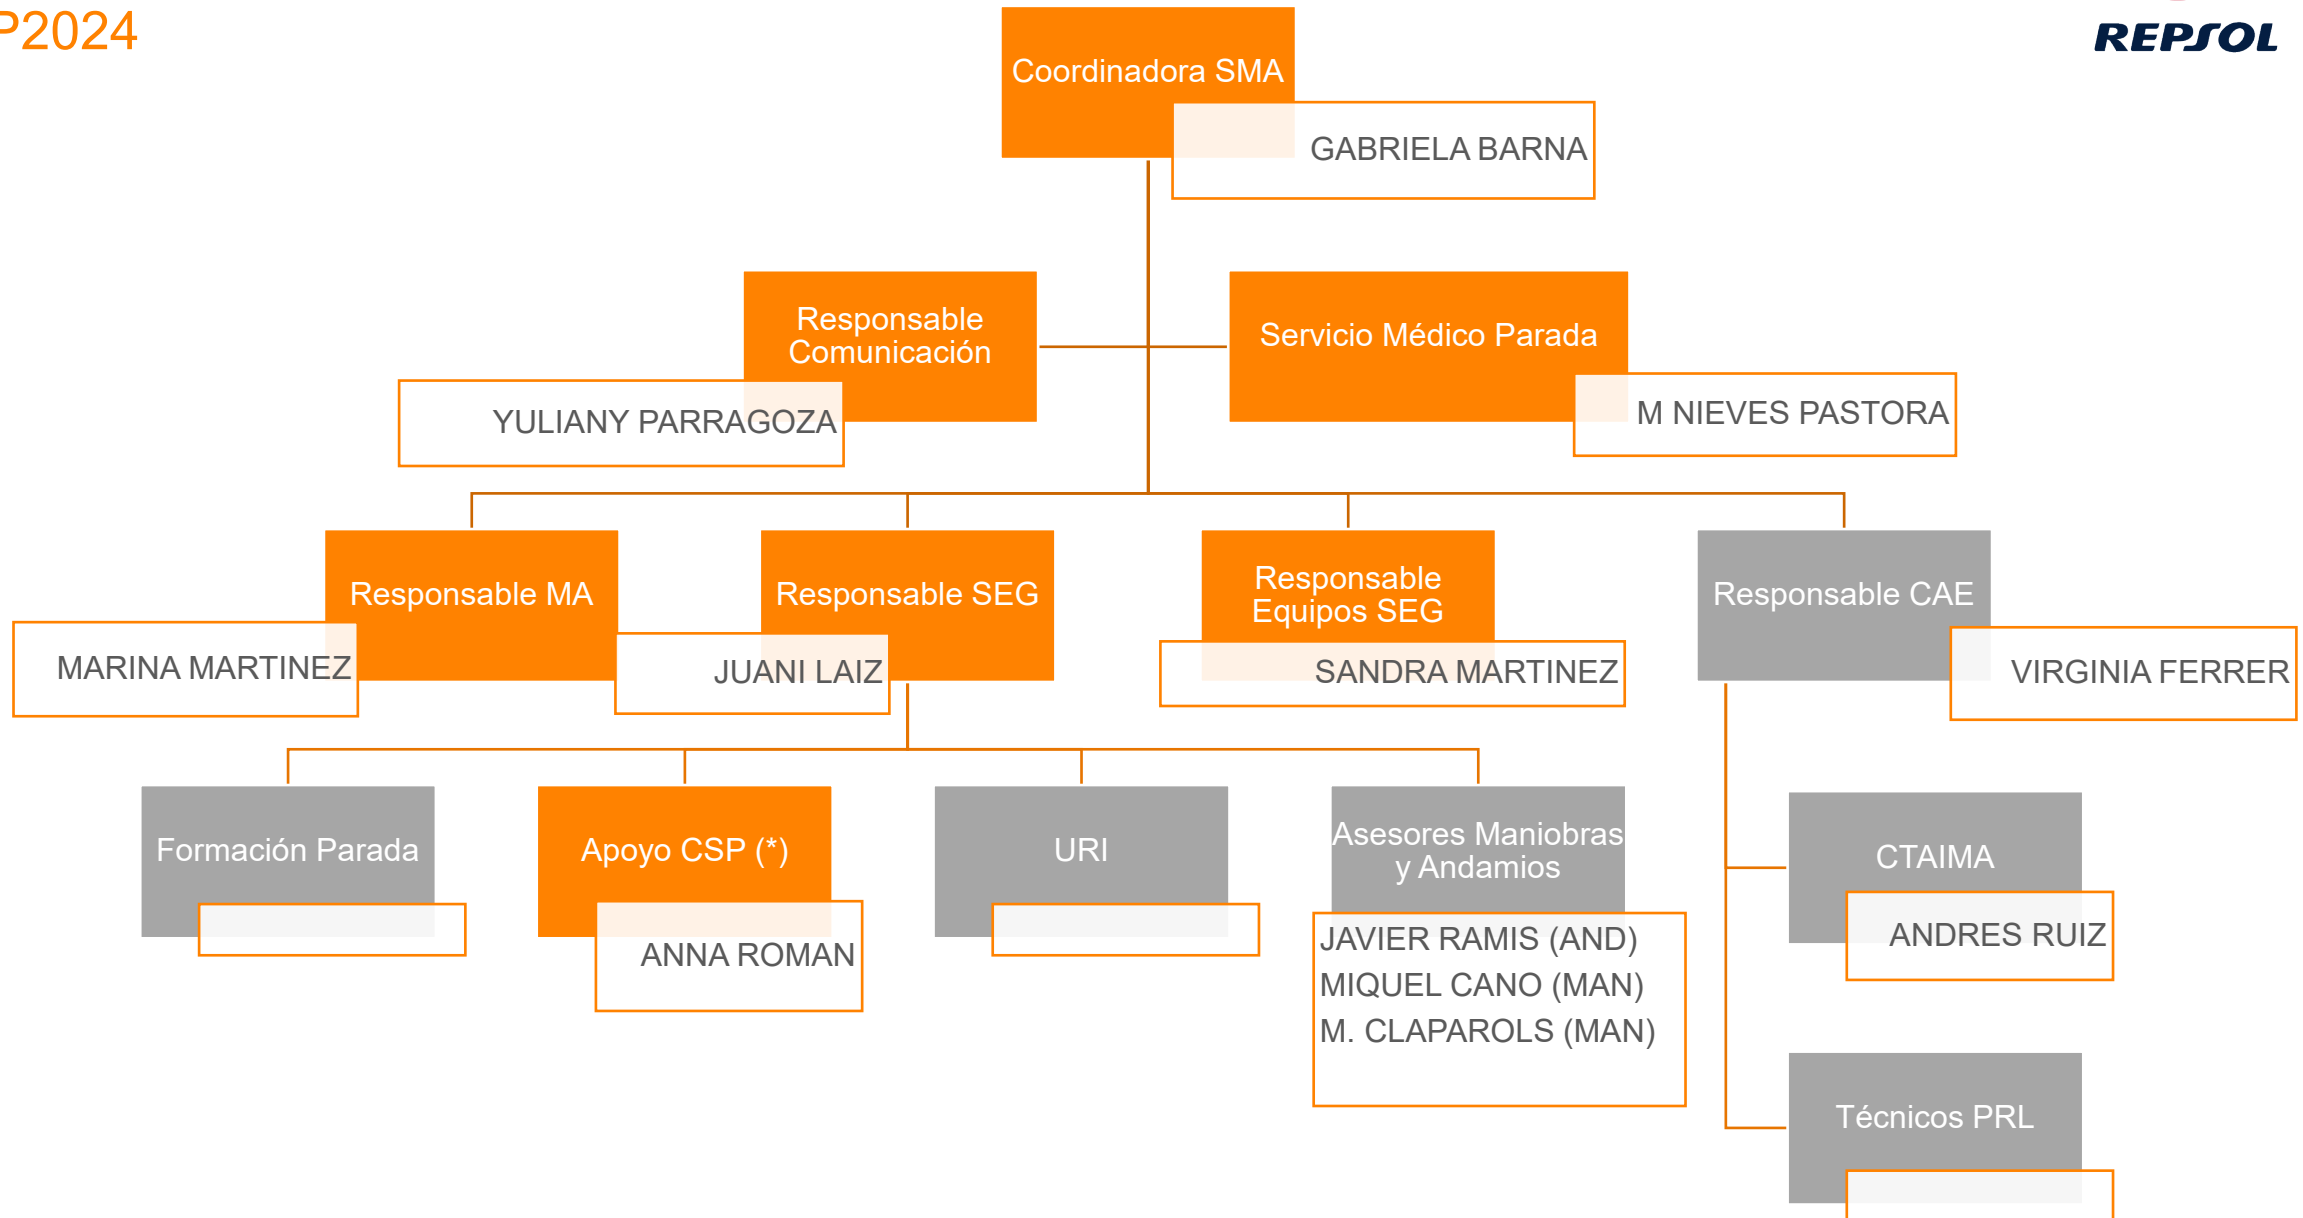 P2024
REPSOL
Coordinadora SMA
GABRIELA BARNA
Responsable
Comunicación
YULIANY PARRAGOZA
Servicio Médico Parada
M NIEVES PASTORA
Responsable MA
MARINA MARTINEZ
Responsable SEG
JUANI LAIZ
Responsable
Equipos SEG
SANDRA MARTINEZ
Responsable CAE
VIRGINIA FERRER
Formación Parada
Apoyo CSP (*)
ANNA ROMAN
URI
Asesores Maniobras
y Andamios
JAVIER RAMIS (AND)
MIQUEL CANO (MAN)
M. CLAPAROLS (MAN)
CTAIMA
ANDRES RUIZ
Técnicos PRL